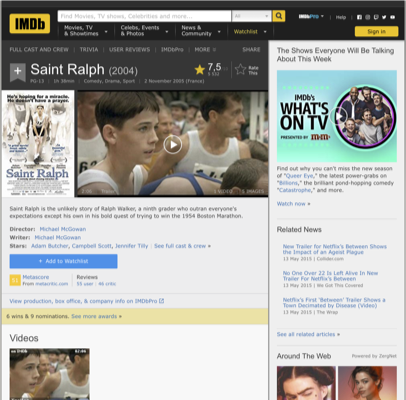 IMDb
Find Movies, TV shows, Celebrities and more...
All
IMDbPro
Help
Movies, TV
& Showtimes
Celebs, Events
& Photos
News &
Community
Watchlist
Sign in
FULL CAST AND CREW | TRIVIA | USER REVIEWS | IMDbPro | MORE
SHARE
+ Saint Ralph (2004)
7,5
Rate
This
PG-13 | 1h 38min | Comedy, Drama, Sport | 2 November 2005 (France)
He's hoping for a miracle.
He doesn't have a prayer.
Saint Ralph
Saint Ralph is the unlikely story of Ralph Walker, a ninth grader who outran everyone's
expectations except his own in his bold quest of trying to win the 1954 Boston Marathon.
Director: Michael McGowan
Writer: Michael McGowan
Stars: Adam Butcher, Campbell Scott, Jennifer Tilly | See full cast & crew »
+ Add to Watchlist
Metascore
From metacritic.com
Reviews
55 user | 46 critic
View production, box office, & company info on IMDbPro
6 wins & 9 nominations. See more awards »
Videos
The Shows Everyone Will Be Talking
About This Week
IMDb's
WHAT'S
ON TV
PRESENTED BY m&m's
Find out why you can't miss the new season
of "Queer Eye," the latest power-grabs on
"Billions," the brilliant pond-hopping comedy
"Catastrophe," and more.
Watch now »
Related News
New Trailer for Netflix's Between Shows
the Impact of an Ageist Plague
13 May 2015 | Collider.com
No One Over 22 Is Left Alive In New
Trailer For Netflix's Between
13 May 2015 | We Got This Covered
Netflix's First 'Between' Trailer Shows a
Town Decimated by Disease (Video)
13 May 2015 | The Wrap
See all related articles »
Around The Web
Powered by ZergNet